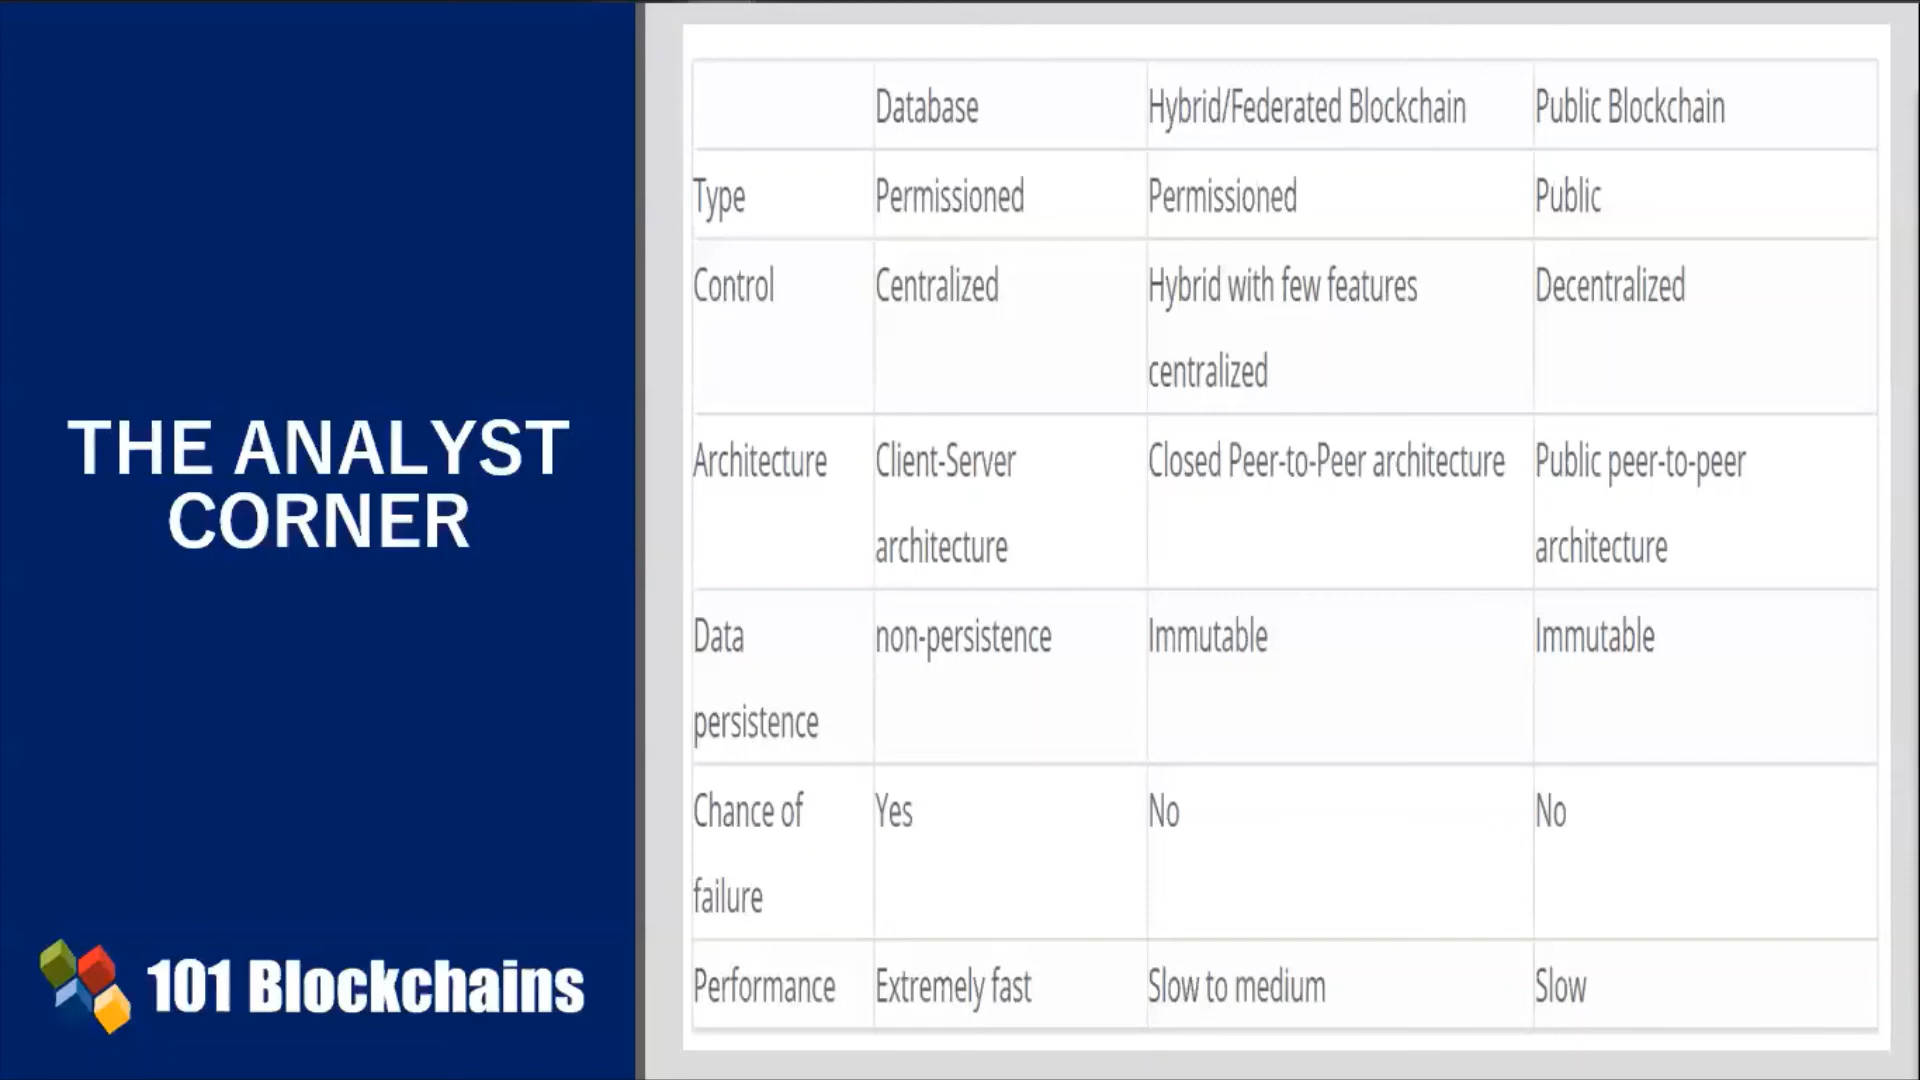 THE ANALYST
CORNER
101 Blockchains
Database Hybrid/Federated Blockchain Public Blockchain
Type Permissioned Permissioned Public
Control Centralized Hybrid with few features Decentralized
centralized
Architecture Client-Server Closed Peer-to-Peer architecture Public peer-to-peer
architecture architecture
Data non-persistence Immutable Immutable
persistence
Chance of Yes No No
failure
Performance Extremely fast Slow to medium Slow